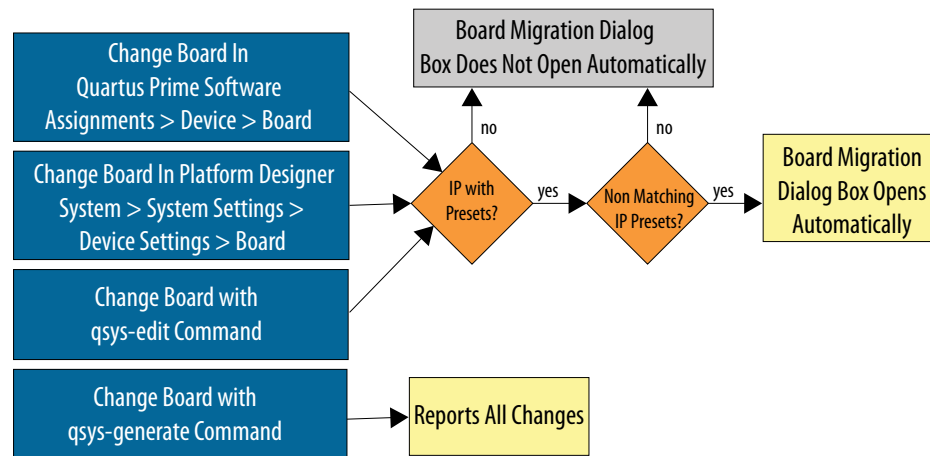 Change Board In
Quartus Prime Software
Assignments > Device > Board
Board Migration Dialog
Box Does Not Open Automatically
no
no
Change Board In Platform Designer
System > System Settings >
Device Settings > Board
IP with
Presets?
yes
Non Matching
IP Presets?
yes
Board Migration
Dialog Box Opens
Automatically
Change Board with
qsys-edit Command
Change Board with
qsys-generate Command
Reports All Changes